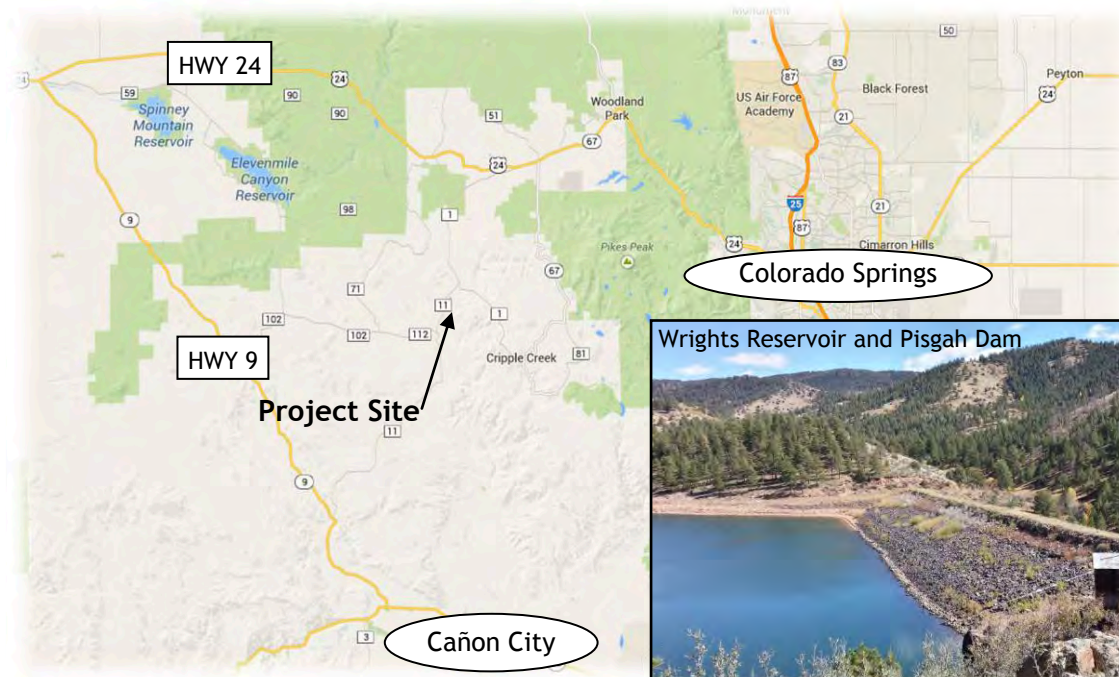 Monument
HWY 24
24
24
87
83
50
59
90
90
51
Woodland
Park
US Air Force
Academy
Black Forest
Peyton
24
Spinney
Mountain
Reservoir
67
21
24
Elevenmile
Canyon
Reservoir
9
98
1
25
21
87
24
Cimarron Hills
Pikes Peak
67
Colorado Springs
71
11
1
102
102
112
Cripple Creek
81
HWY 9
Project Site
11
9
3
Cañon City
Wrights Reservoir and Pisgah Dam